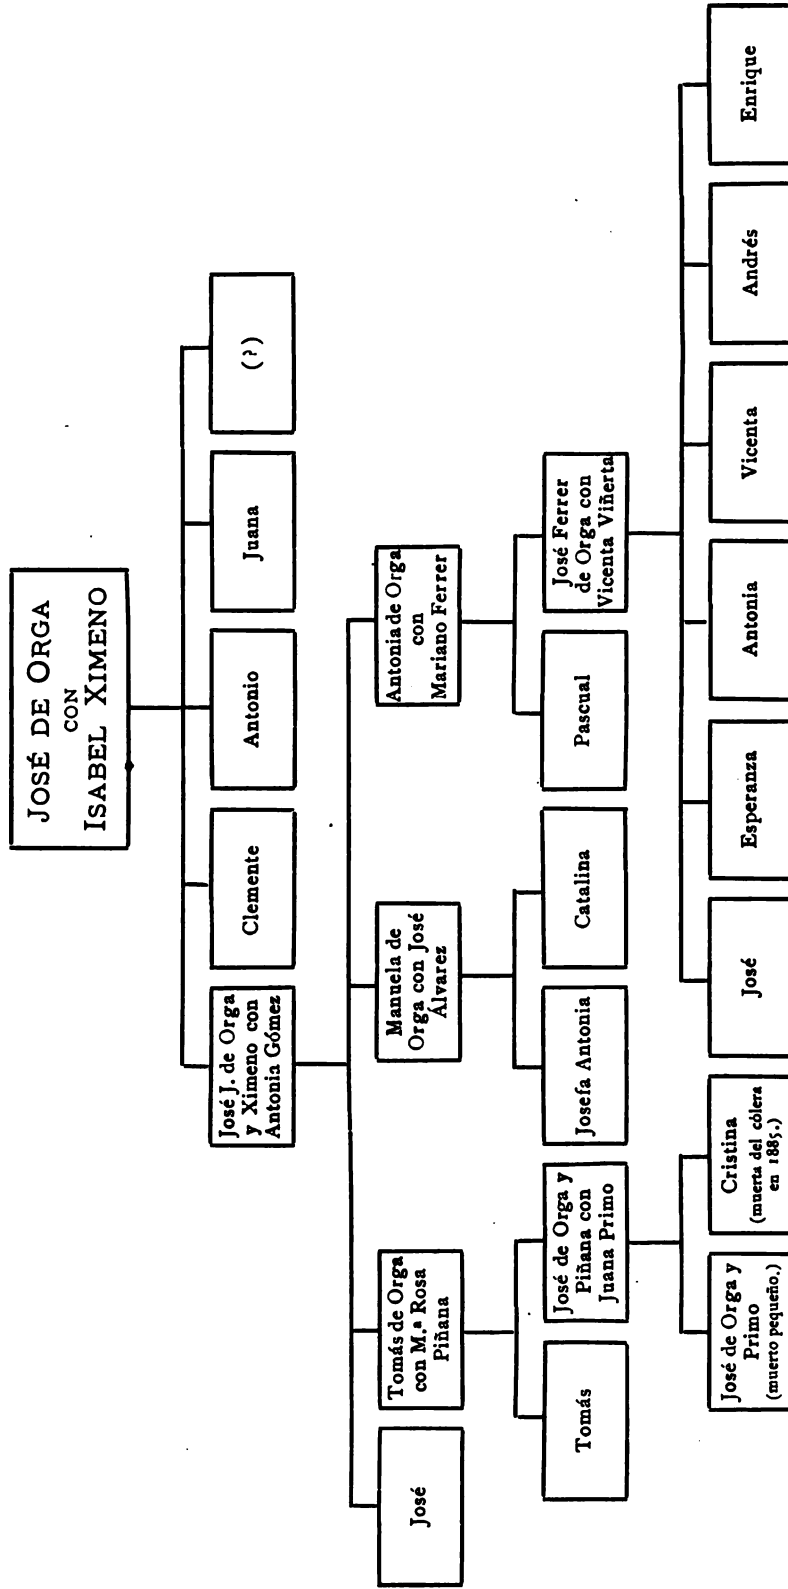 JOSÉ DE ORGA
CON
ISABEL XIMENO
José J. de Orga
y Ximeno con
Antonia Gómez
Clemente
Antonio
Juana
(?)
José
Tomás de Orga
con M.ª Rosa
Piñana
Manuela de
Orga con José
Álvarez
Antonia de Orga
con
Mariano Ferrer
Tomás
José de Orga y
Piñana con
Juana Primo
Josefa Antonia
Catalina
Pascual
José Ferrer
de Orga con
Vicenta Viñerta
José de Orga y
Primo
(muerto pequeño.)
Cristina
(muerta del cólera
en 1885.)
José
Esperanza
Antonia
Vicenta
Andrés
Enrique